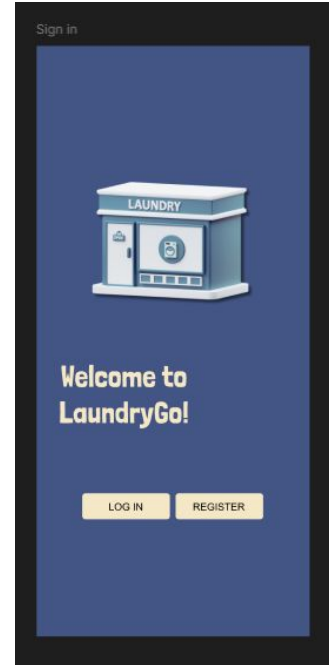 Sign in
LAUNDRY
Welcome to
LaundryGo!
LOG IN
REGISTER